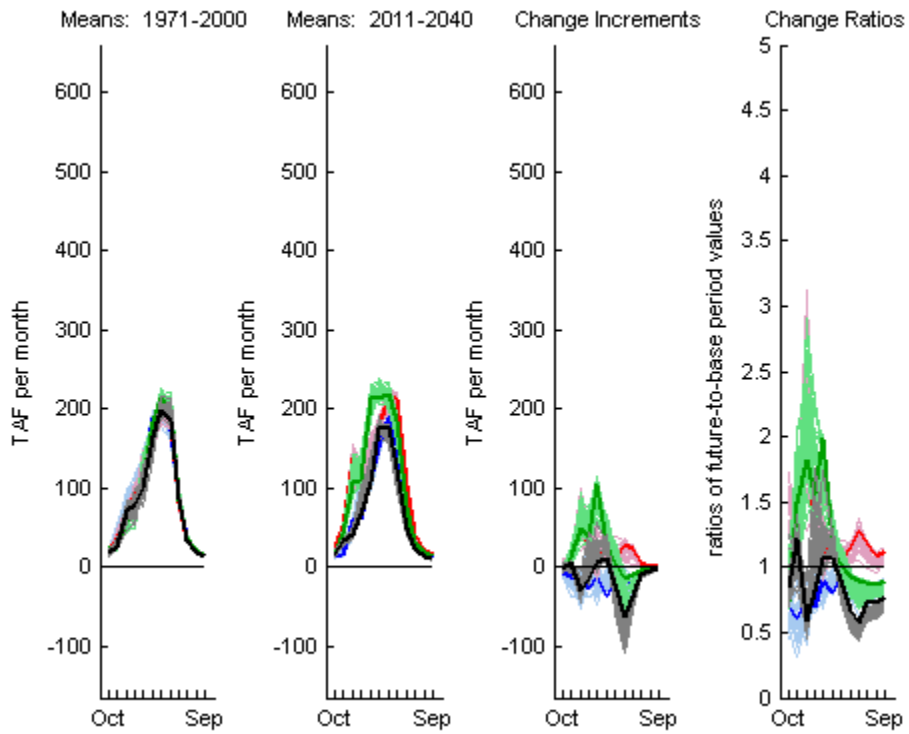 Means: 1971-2000
Means: 2011-2040
Change Increments
Change Ratios
TAF per month
600
500
400
300
200
100
0
-100
Oct
Sep
TAF per month
600
500
400
300
200
100
0
-100
Oct
Sep
TAF per month
600
500
400
300
200
100
0
-100
Oct
Sep
ratios of future-to-base period values
5
4.5
4
3.5
3
2.5
2
1.5
1
0.5
0
Oct
Sep